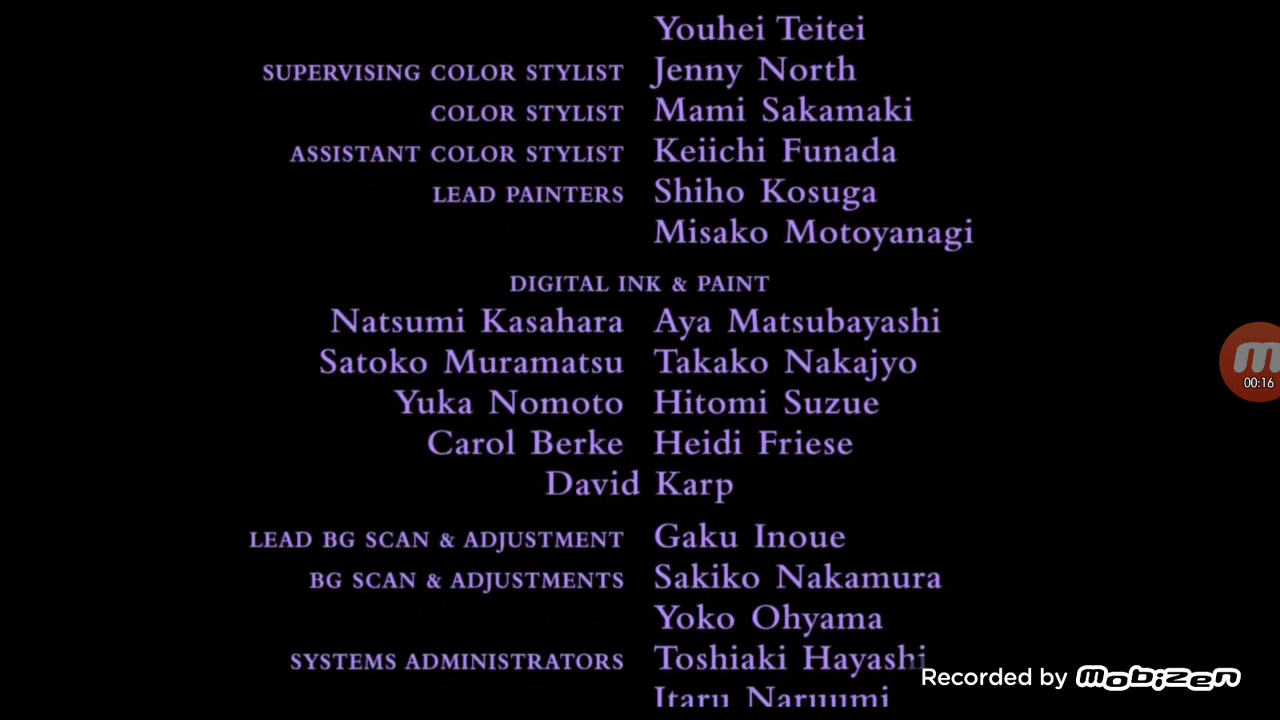 Youhei Teitei
SUPERVISING COLOR STYLIST Jenny North
COLOR STYLIST Mami Sakamaki
ASSISTANT COLOR STYLIST Keiichi Funada
LEAD PAINTERS Shiho Kosuga
Misako Motoyanagi
DIGITAL INK & PAINT
Natsumi Kasahara Aya Matsubayashi
Satoko Muramatsu Takako Nakajyo
Yuka Nomoto Hitomi Suzue
Carol Berke Heidi Friese
David Karp
LEAD BG SCAN & ADJUSTMENT Gaku Inoue
BG SCAN & ADJUSTMENTS Sakiko Nakamura
Yoko Ohyama
SYSTEMS ADMINISTRATORS Toshiaki Hayashi
Itaru Naruumi
00:16
Recorded by mobizen